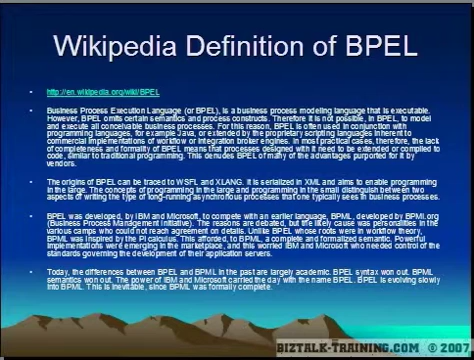 Wikipedia Definition of BPEL
http://en.wikipedia.org/wiki/BPEL
Business Process Execution Language (or BPEL), is a business process modeling language that is executable.
However, BPEL omits certain semantics and process constructs. Therefore it is not possible, in BPEL, to model
and execute all conceivable business processes. For this reason, BPEL is often used in conjunction with
programming languages, for example Java, or extended by the proprietary scripting languages inherent to
commercial implementations of workflow or integration broker engines. In most practical cases, therefore, the lack
of completeness and formality of BPEL means that processes designed with it need to be extended or compiled to
code, similar to traditional programming. This denudes BPEL of many of the advantages purported for it by
vendors.
The origins of BPEL can be traced to WSFL and XLANG. It is serialized in XML and aims to enable programming
in the large. The concepts of programming in the large and programming in the small distinguish between two
aspects of writing the type of long-running asynchronous processes that one typically sees in business processes.
BPEL was developed, by IBM and Microsoft, to compete with an earlier language, BPML, developed by BPMI.org
(Business Process Management Initiative). The reasons are debated, but the likely cause was personalities in the
various camps who could not reach agreement on details. Unlike BPEL whose roots were in workflow theory,
BPML was inspired by the Pi calculus. This afforded, to BPML, a complete and formalized semantic. Powerful
implementations were emerging in the marketplace, and this worried IBM and Microsoft who needed control of the
standards governing the development of their application servers.
Today, the differences between BPEL and BPML in the past are largely academic. BPEL syntax won out. BPML
semantics won out. The power of IBM and Microsoft carried the day with the name BPEL. BPEL is evolving slowly
into BPML. This is inevitable, since BPML was formally complete.
BIZTALK-TRAINING.COM © 2007